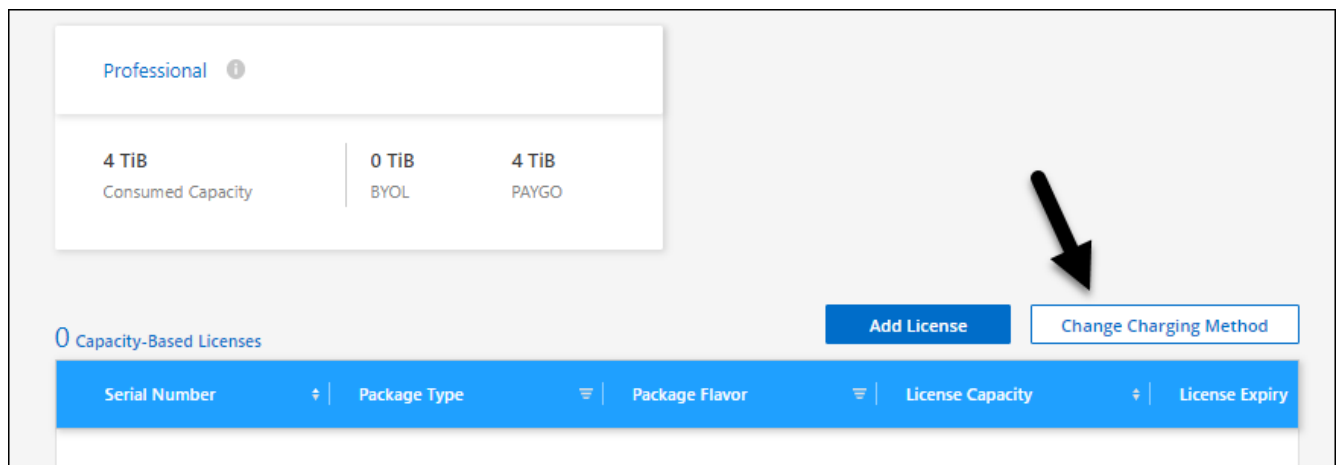 Professional
4 TiB 0 TiB 4 TiB
Consumed Capacity BYOL PAYGO
Add License Change Charging Method
0 Capacity-Based Licenses
Serial Number Package Type Package Flavor License Capacity License Expiry